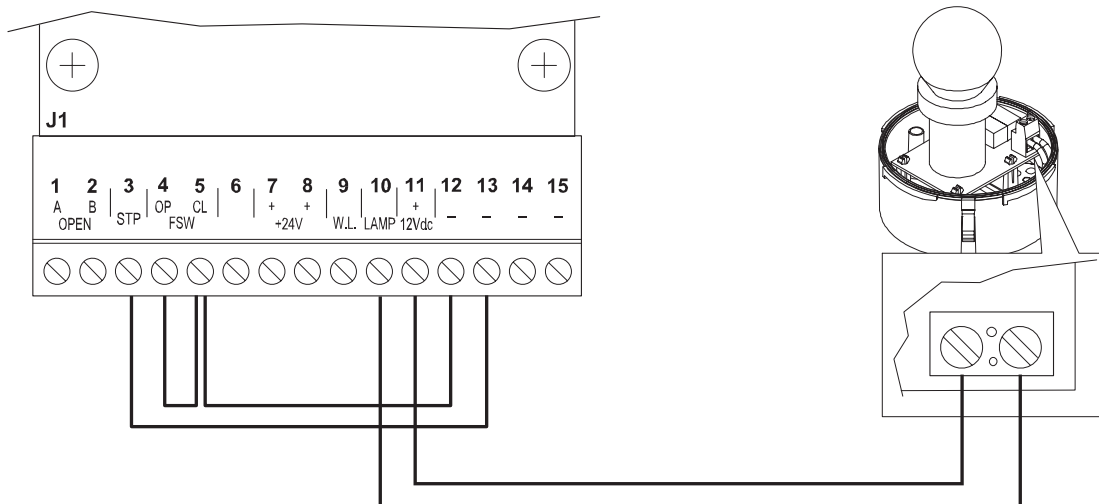 J1
1 2 3 4 5 6 7 8 9 10 11 12 13 14 15
A B STP OP CL + + W.L. LAMP + – – – –
OPEN FSW +24V 12Vdc